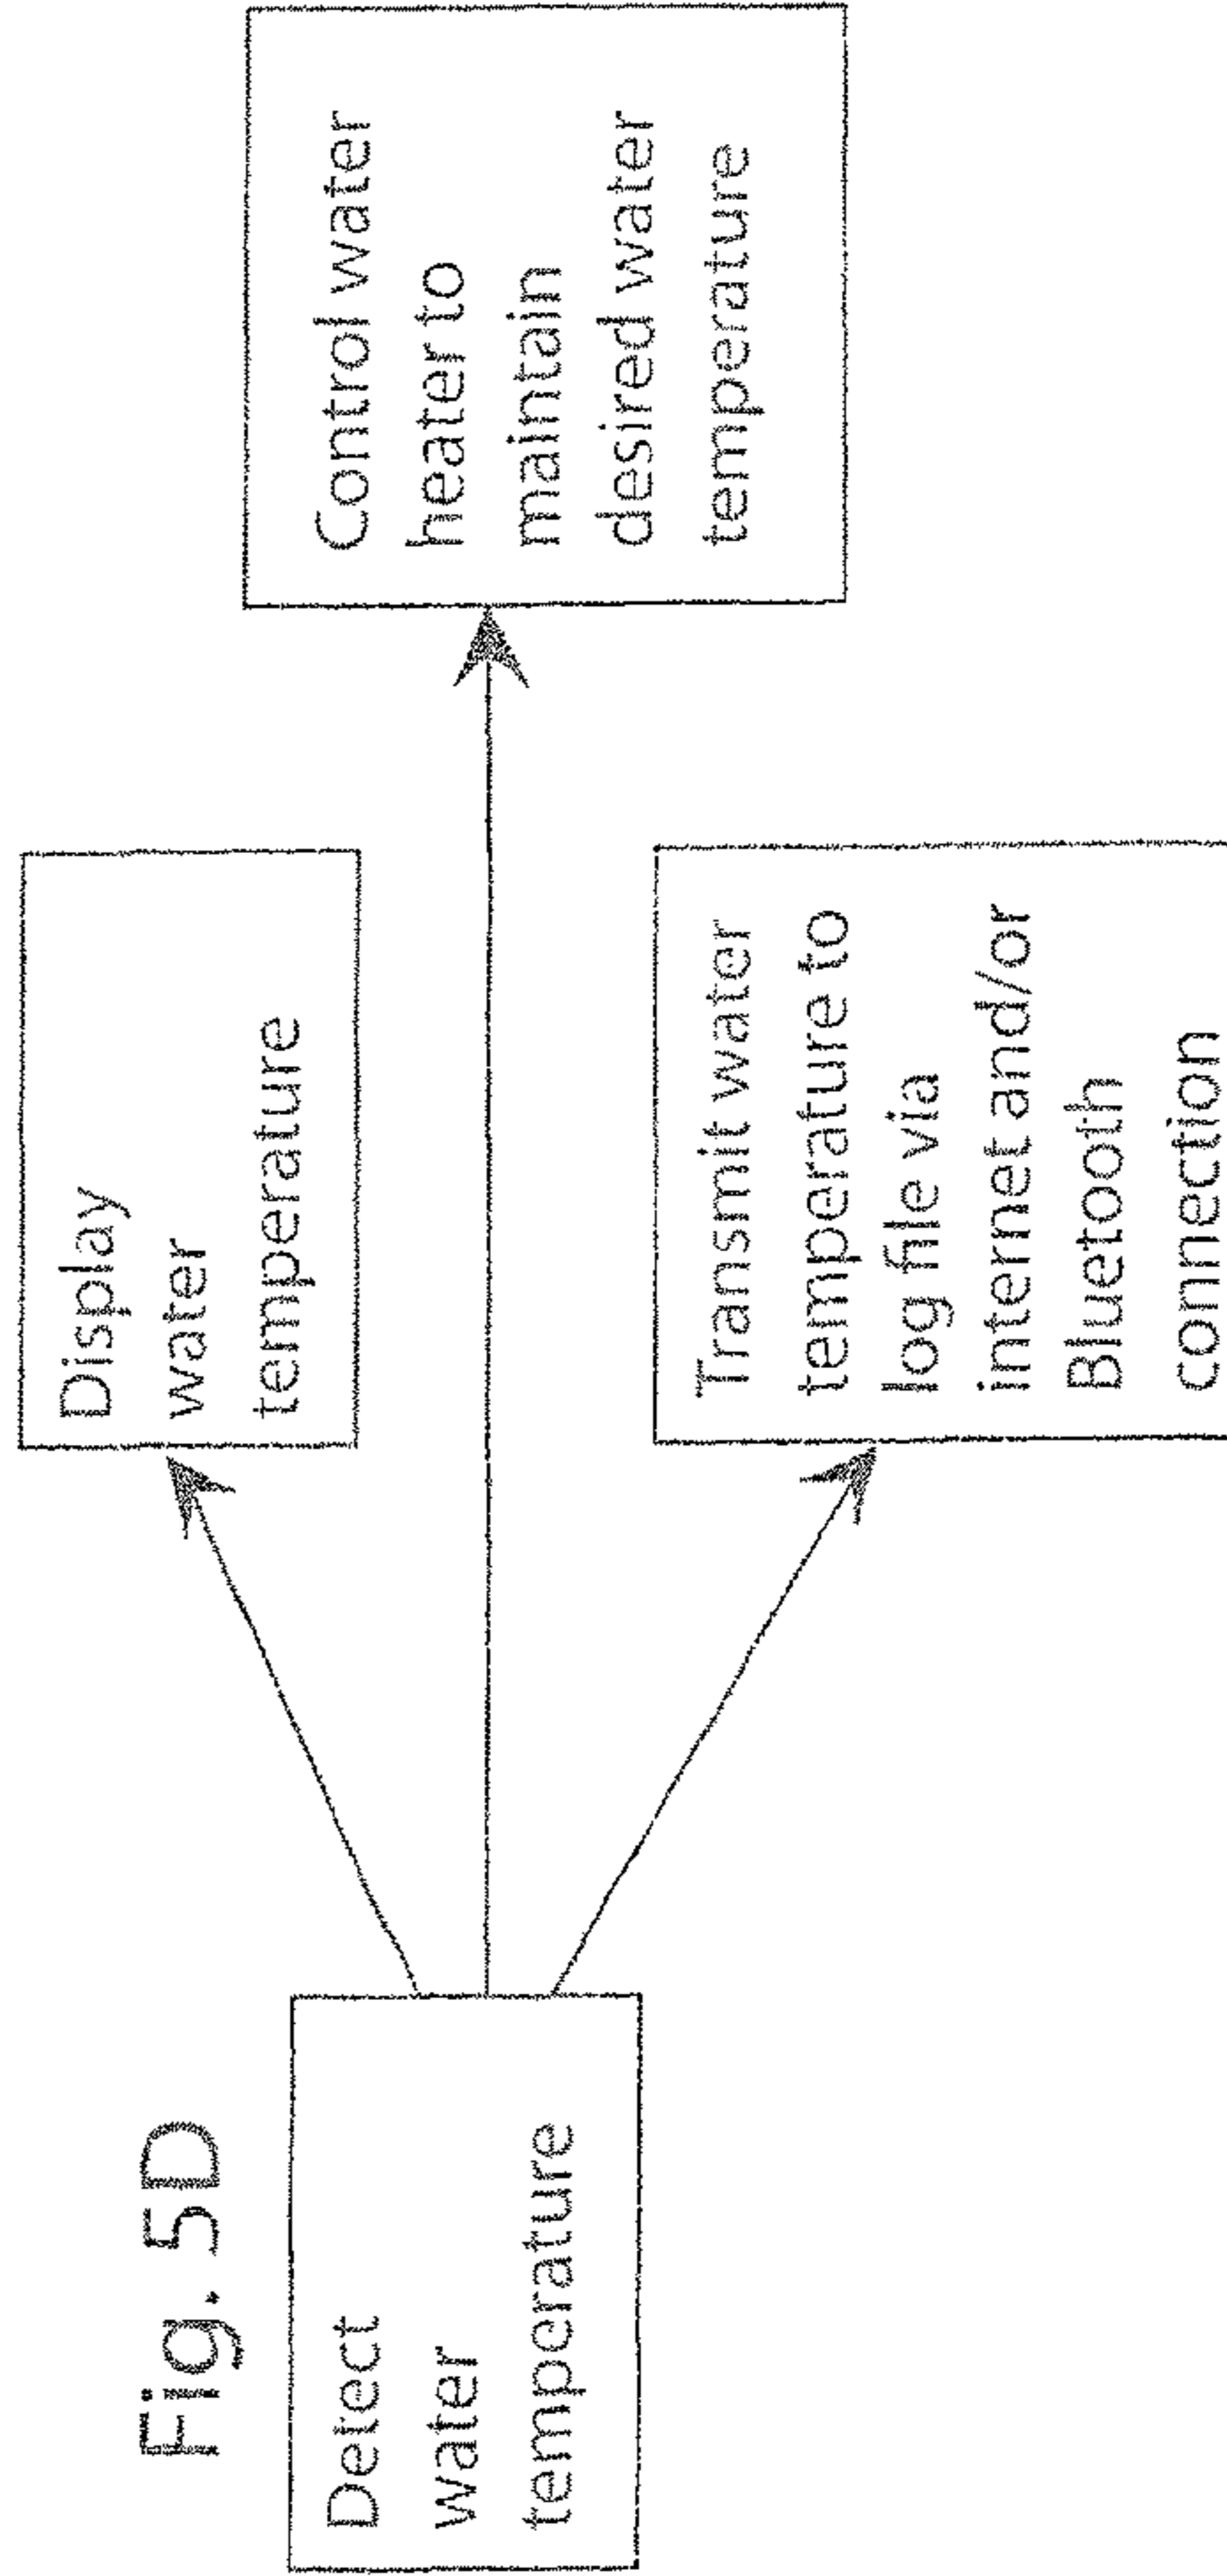 Fig. 5D
Detect
water
temperature
Display
water
temperature
Transmit water
temperature to
log file via
internet and/or
Bluetooth
connection
Control water
heater to
maintain
desired water
temperature